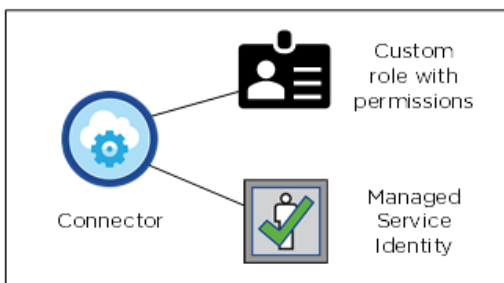 Custom
role with
permissions
Connector
Managed
Service
Identity